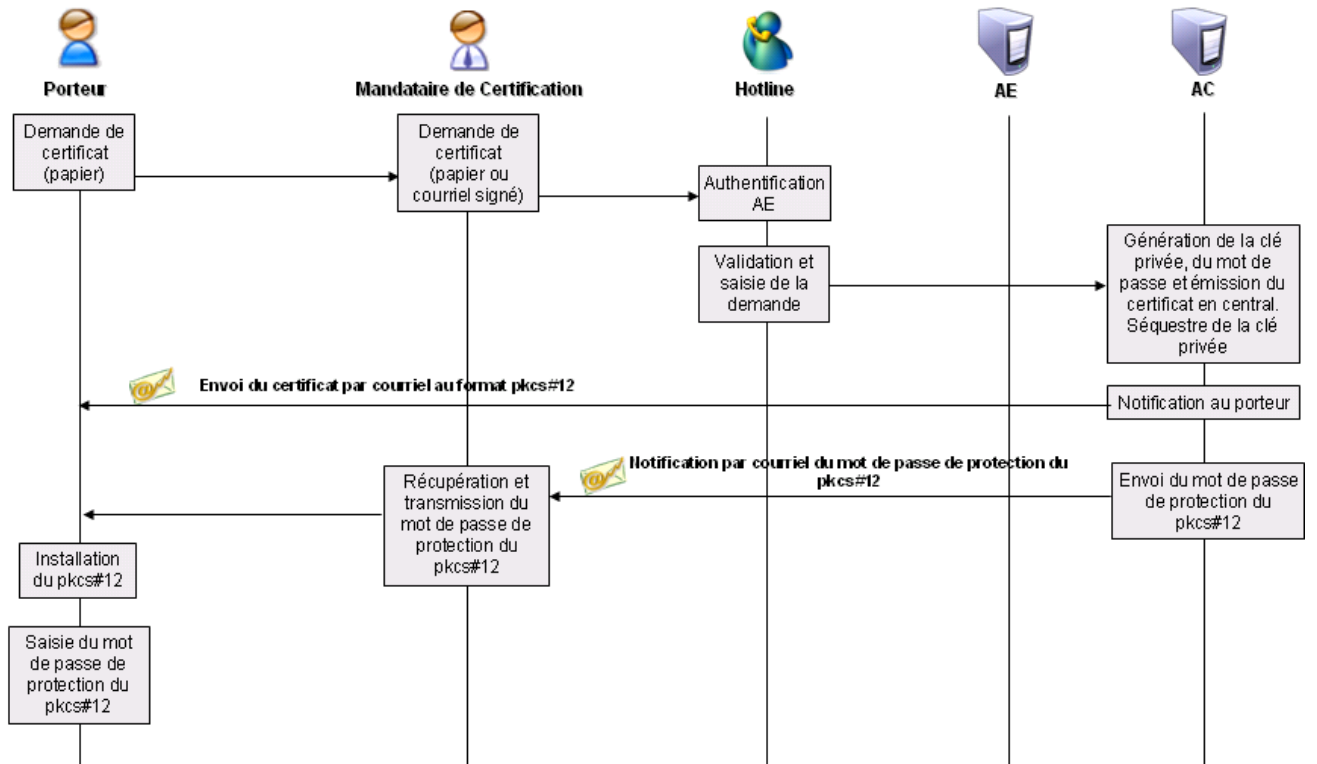 Porteur
Mandataire de Certification
Hotline
AE
AC
Demande de
certificat
(papier)
Demande de
certificat
(papier ou
courriel signé)
Authentification
AE
Validation et
saisie de la
demande
Génération de la clé
privée, du mot de
passe et émission du
certificat en central.
Séquestre de la clé
privée
Envoi du certificat par courriel au format pkcs#12
Notification au porteur
Notification par courriel du mot de passe de protection du
pkcs#12
Envoi du mot de passe
de protection du
pkcs#12
Récupération et
transmission du
mot de passe de
protection du
pkcs#12
Installation
du pkcs#12
Saisie du mot
de passe de
protection du
pkcs#12